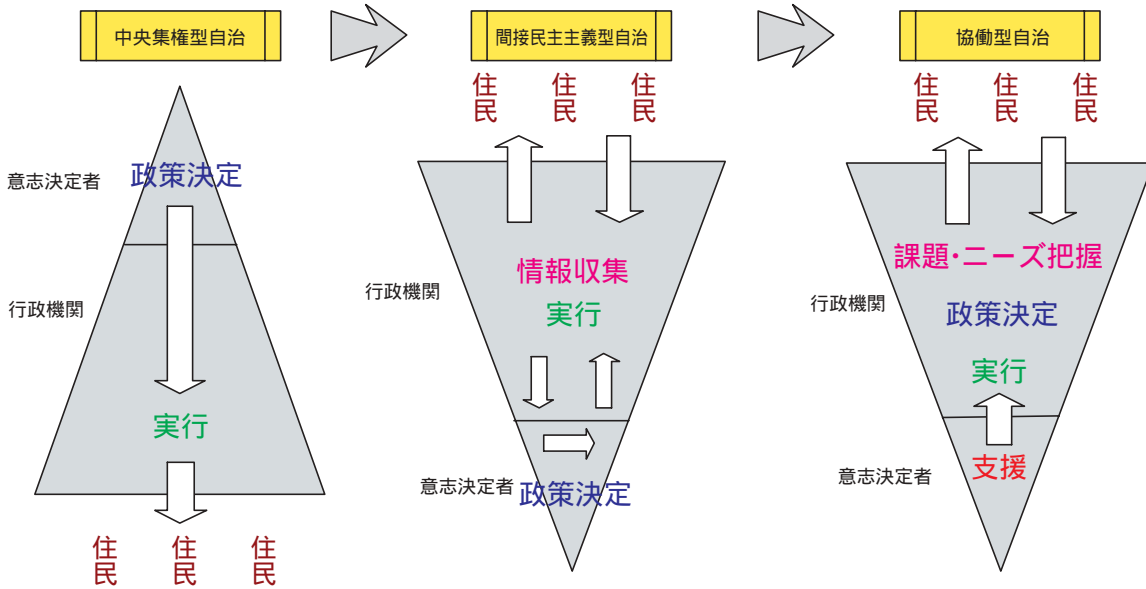 中央集権型自治
間接民主主義型自治
協働型自治
意志決定者
政策決定
行政機関
実行
住民 住民 住民
住民 住民 住民
行政機関
情報収集
実行
意志決定者
政策決定
住民 住民 住民
行政機関
課題・ニーズ把握
政策決定
実行
意志決定者
支援